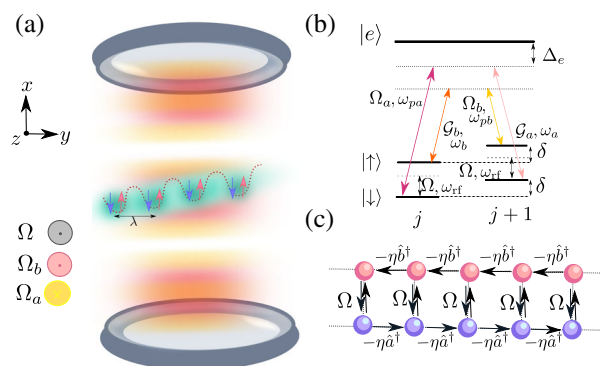 (a)
x
z
y
λ
Ω
Ω_b
Ω_a
(b)
|e⟩
Δ_e
Ω_a, ω_pa
Ω_b, ω_pb
𝒢_b, ω_b
𝒢_a, ω_a
δ
|↑⟩
Ω, ω_rf
Ω, ω_rf
δ
|↓⟩
j
j + 1
(c)
−ηb̂† −ηb̂† −ηb̂† −ηb̂†
Ω Ω Ω Ω Ω
−ηâ† −ηâ† −ηâ† −ηâ†